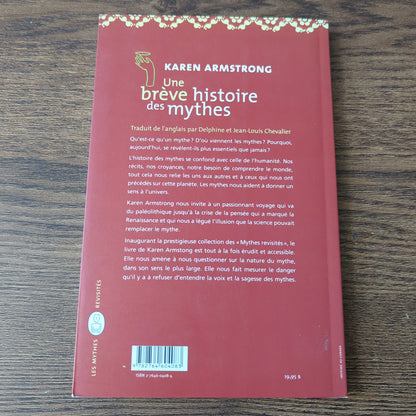 KAREN ARMSTRONG
Une
brève histoire
des mythes
Traduit de l'anglais par Delphine et Jean-Louis Chevalier
Qu'est-ce qu'un mythe ? D'où viennent les mythes ? Pourquoi,
aujourd'hui, se révèlent-ils plus essentiels que jamais ?
L'histoire des mythes se confond avec celle de l'humanité. Nos
récits, nos croyances, notre besoin de comprendre le monde,
tout cela nous relie les uns aux autres et à ceux qui nous ont
précédés sur cette planète. Les mythes nous aident à donner un
sens à l'univers.
Karen Armstrong nous invite à un passionnant voyage qui va
du paléolithique jusqu'à la crise de la pensée qui a marqué la
Renaissance et qui nous a légué l'illusion que la science pouvait
remplacer le mythe.
Inaugurant la prestigieuse collection des « Mythes revisités », le
livre de Karen Armstrong est tout à la fois érudit et accessible.
Elle nous amène à nous questionner sur la nature du mythe,
dans son sens le plus large. Elle nous fait mesurer le danger
qu'il y a à refuser d'entendre la voix et la sagesse des mythes.
LES MYTHES REVISITÉS
9 782764 604083
ISBN 2-7646-0408-4
19,95 $